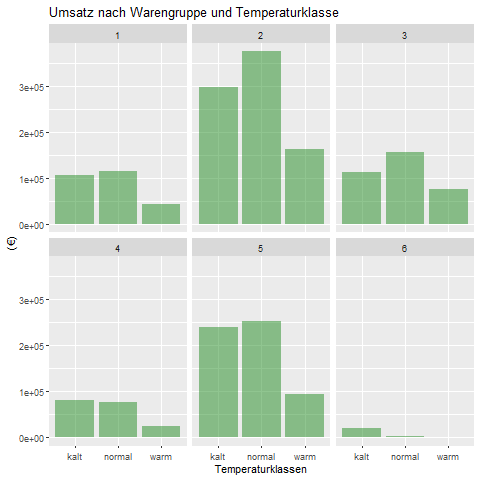 Umsatz nach Warengruppe und Temperaturklasse
1 2 3
3e+05
2e+05
1e+05
0e+00
(€)
4 5 6
3e+05
2e+05
1e+05
0e+00
kalt normal warm kalt normal warm kalt normal warm
Temperaturklassen